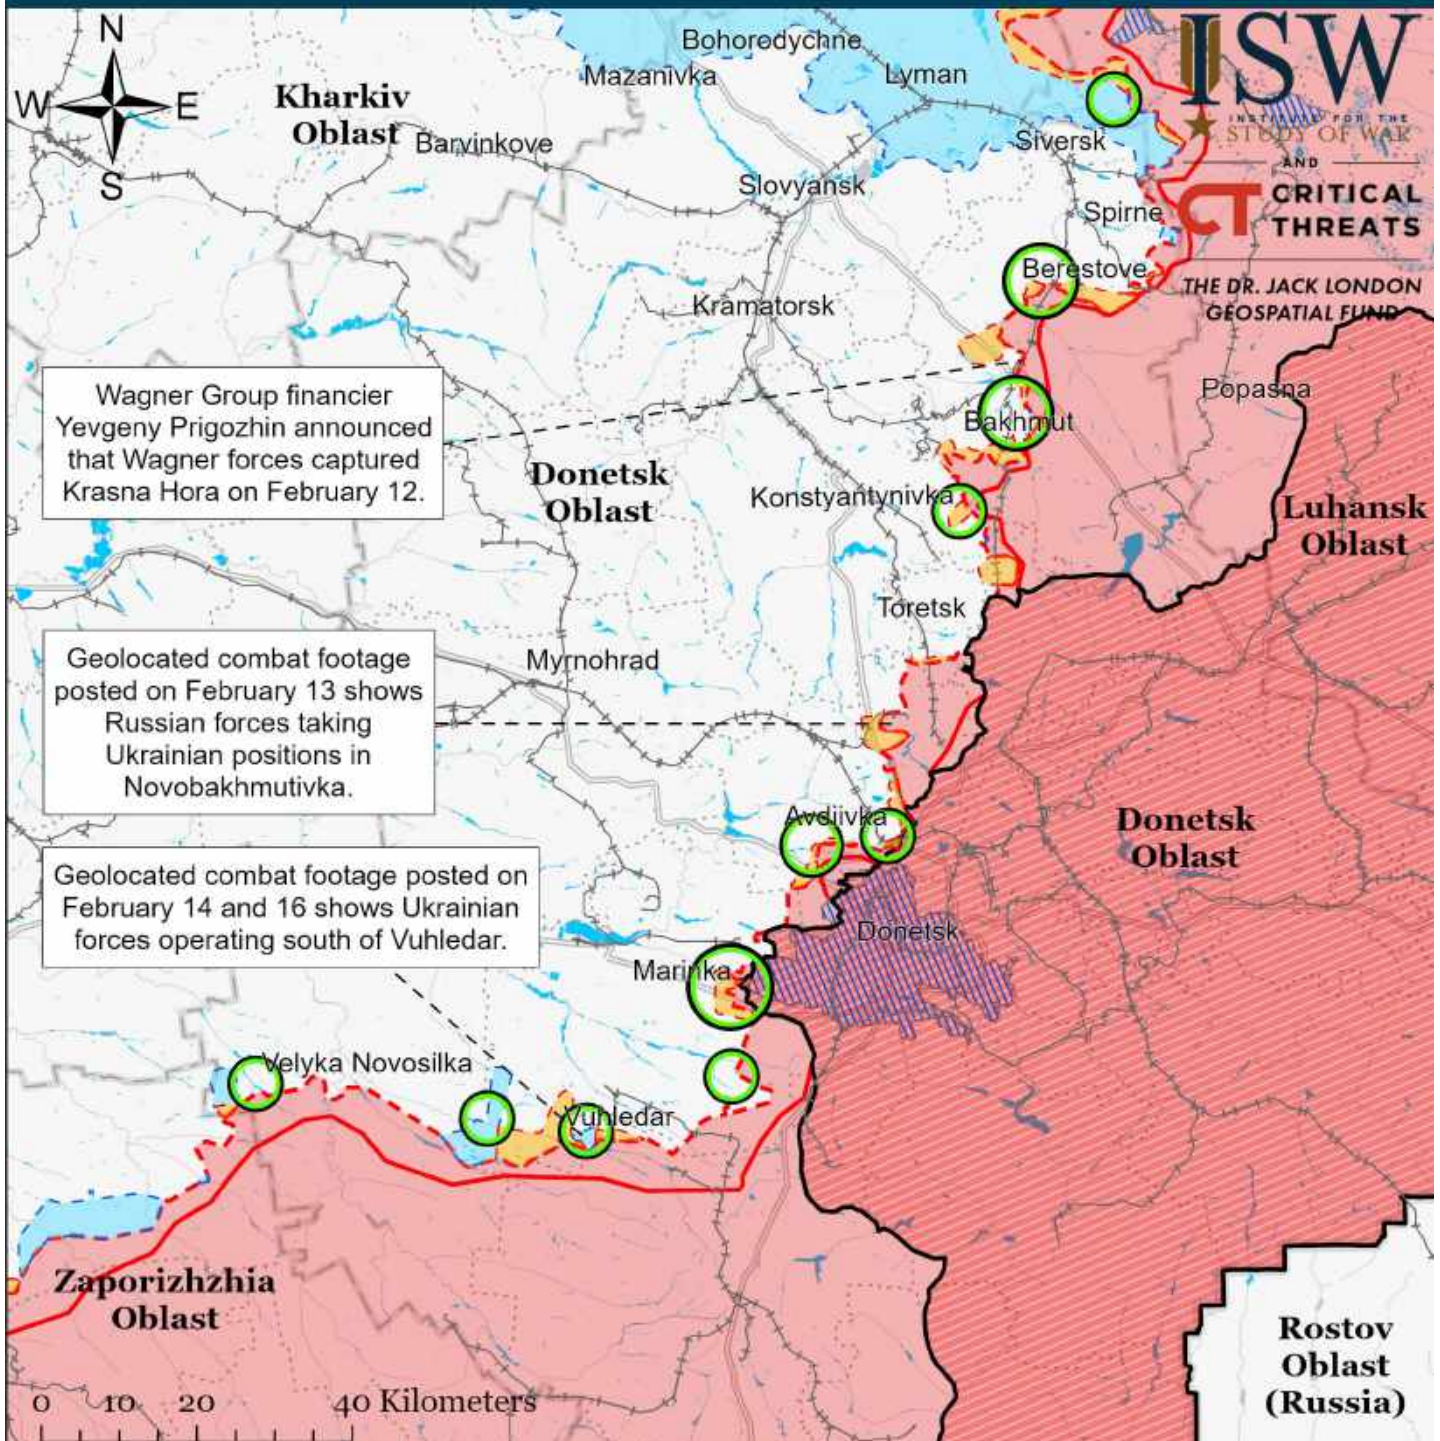 N
W
E
S
Kharkiv
Oblast
Barvinkove
Bohorodychne
Mazanivka
Lyman
Siversk
Slovyansk
Spirne
Berestove
Kramatorsk
ISW
INSTITUTE FOR THE
STUDY OF WAR
AND
CT CRITICAL
THREATS
THE DR. JACK LONDON
GEOSPATIAL FUND
Wagner Group financier
Yevgeny Prigozhin announced
that Wagner forces captured
Krasna Hora on February 12.
Popasna
Bakhmut
Donetsk
Oblast
Konstyantynivka
Luhansk
Oblast
Toretsk
Geolocated combat footage
posted on February 13 shows
Russian forces taking
Ukrainian positions in
Novobakhmutivka.
Myrnohrad
Avdiivka
Donetsk
Oblast
Geolocated combat footage posted on
February 14 and 16 shows Ukrainian
forces operating south of Vuhledar.
Donetsk
Marinka
Velyka Novosilka
Vuhledar
Zaporizhzhia
Oblast
Rostov
Oblast
(Russia)
0 10 20 40 Kilometers